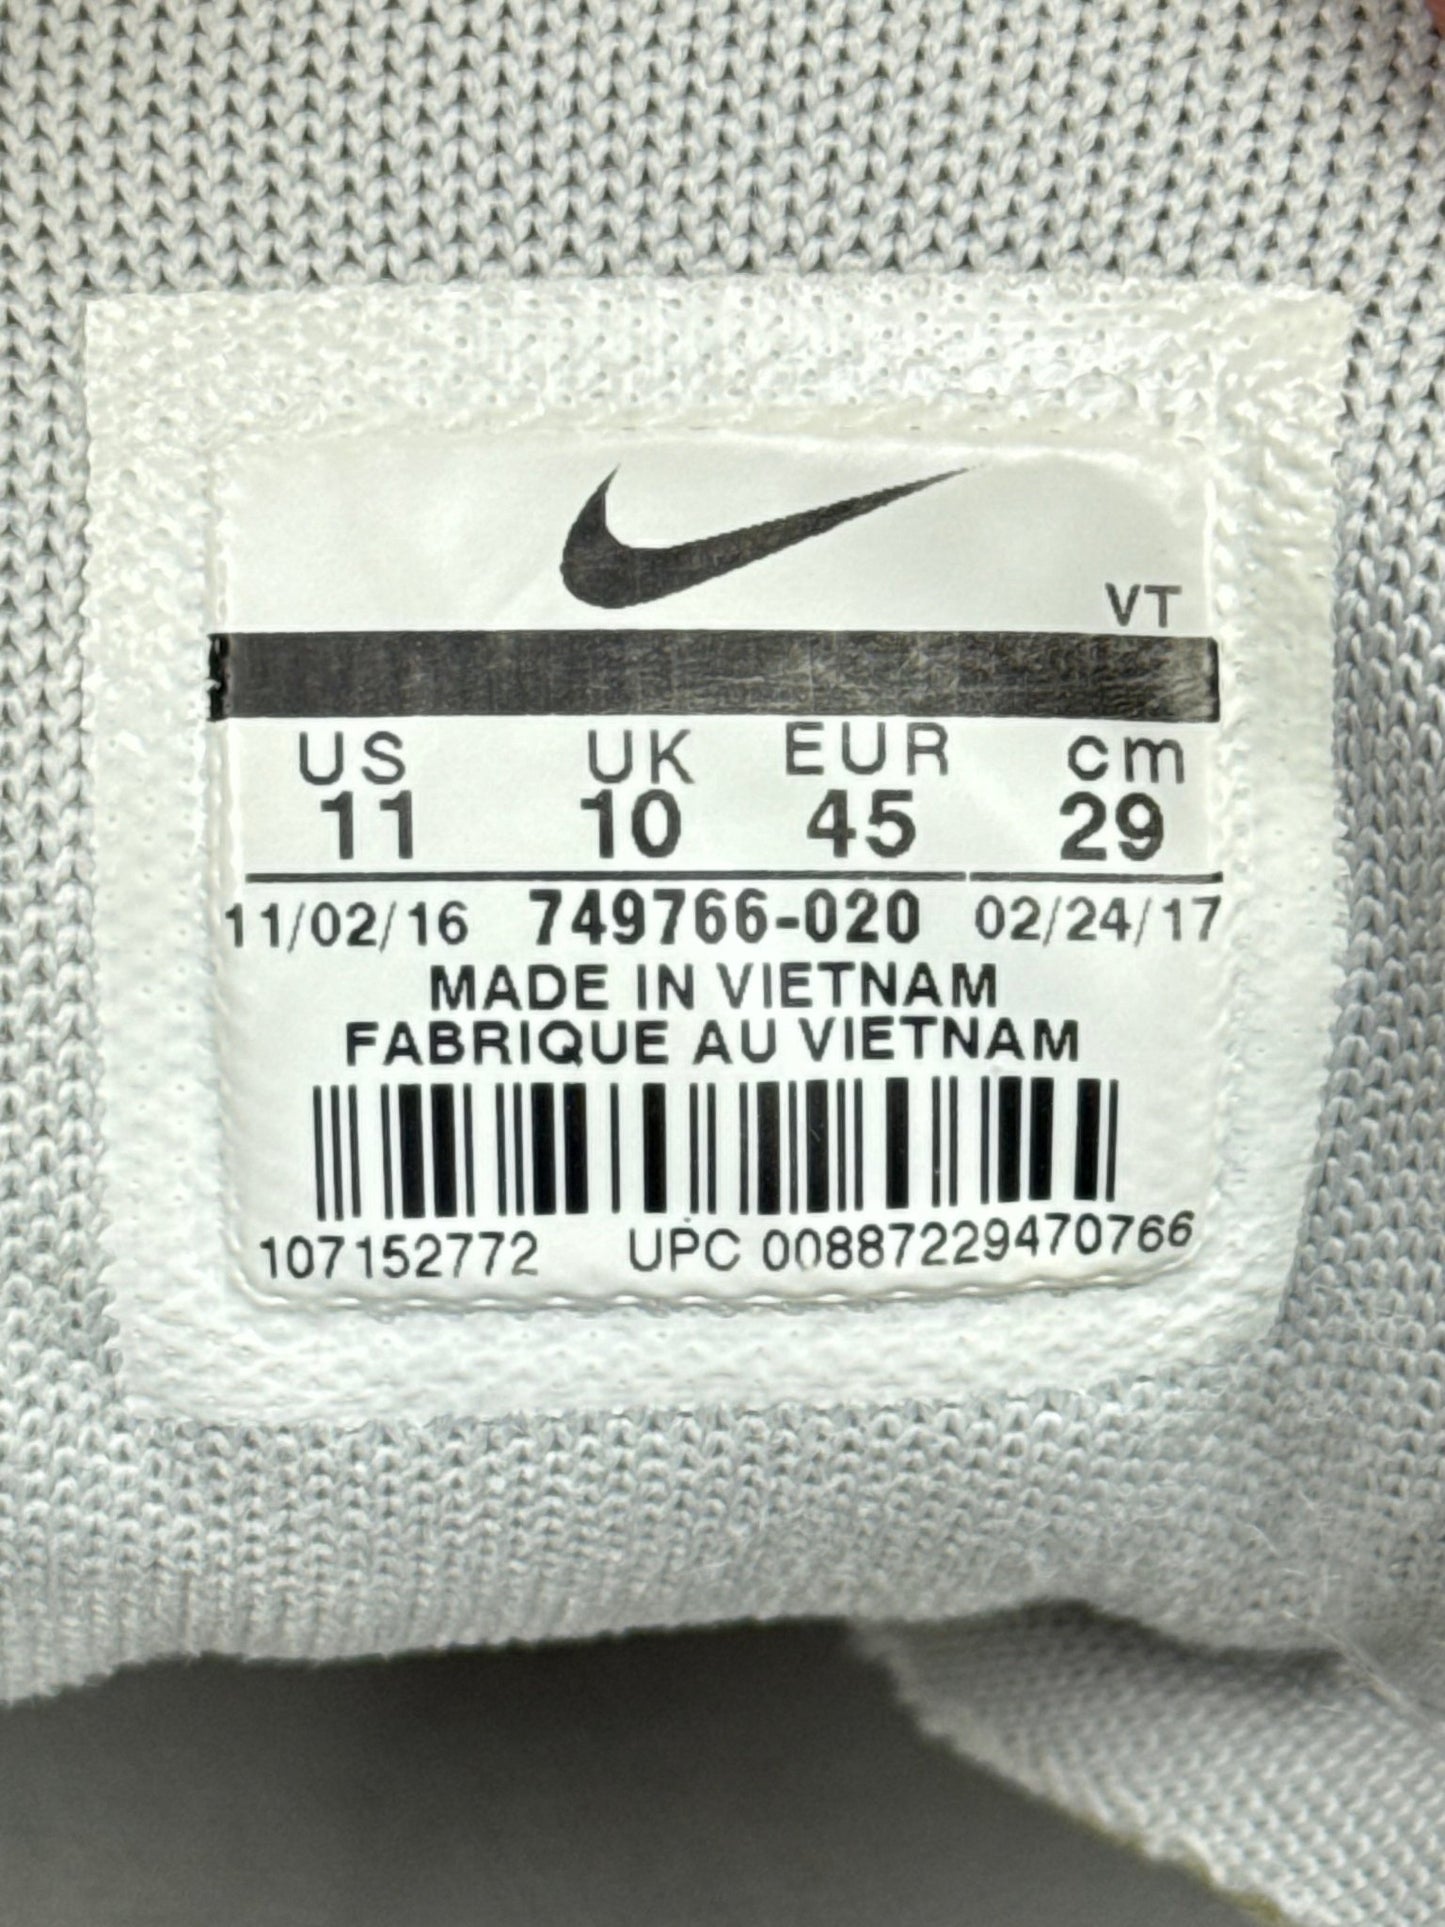 VT
US UK EUR cm
11 10 45 29
11/02/16 749766-020 02/24/17
MADE IN VIETNAM
FABRIQUE AU VIETNAM
107152772 UPC 00887229470766